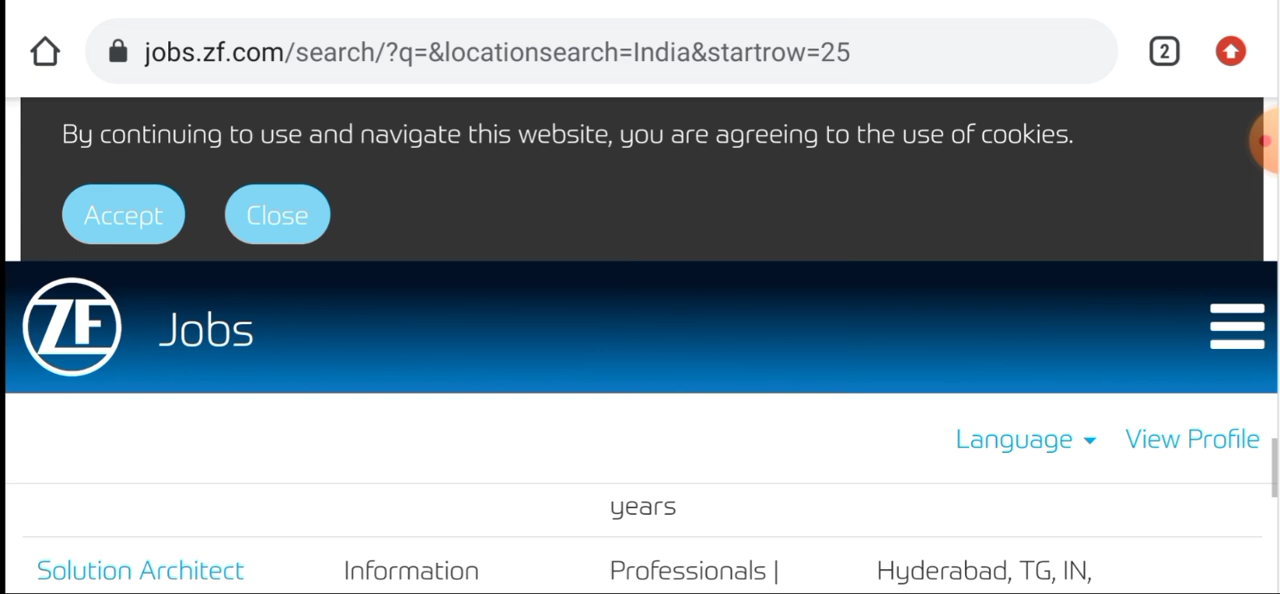 jobs.zf.com/search/?q=&locationsearch=India&startrow=25
2
By continuing to use and navigate this website, you are agreeing to the use of cookies.
Accept Close
ZF Jobs
Language View Profile
years
Solution Architect Information Professionals | Hyderabad, TG, IN,